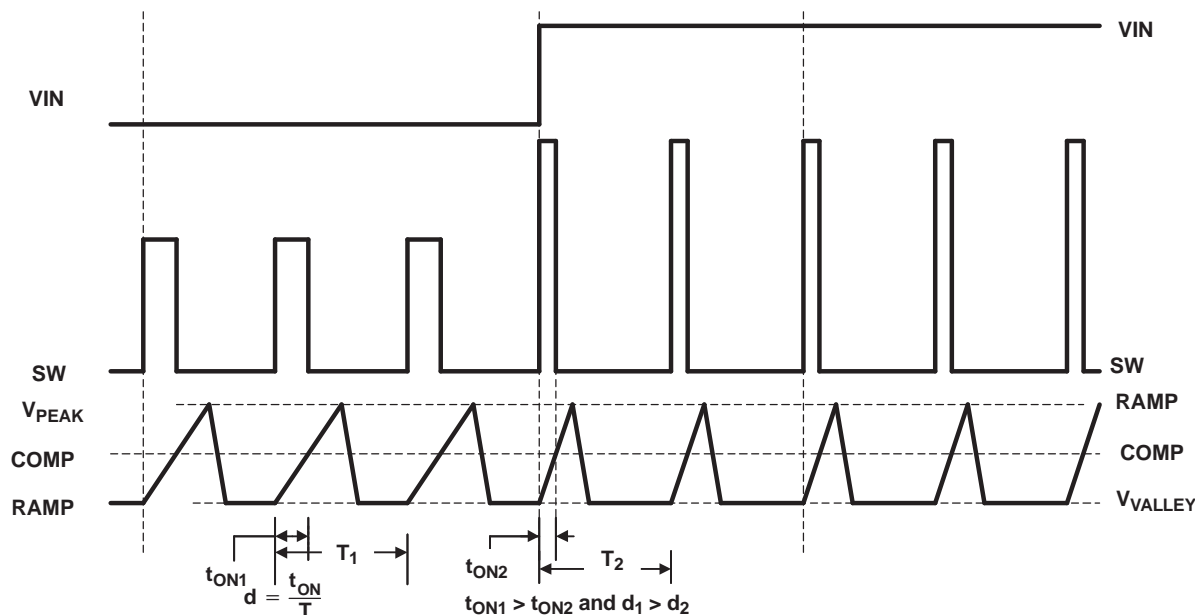 VIN
VIN
SW
SW
VPEAK
RAMP
COMP
COMP
RAMP
VVALLEY
tON1
T1
tON2
T2
d = tON/T
tON1 > tON2 and d1 > d2